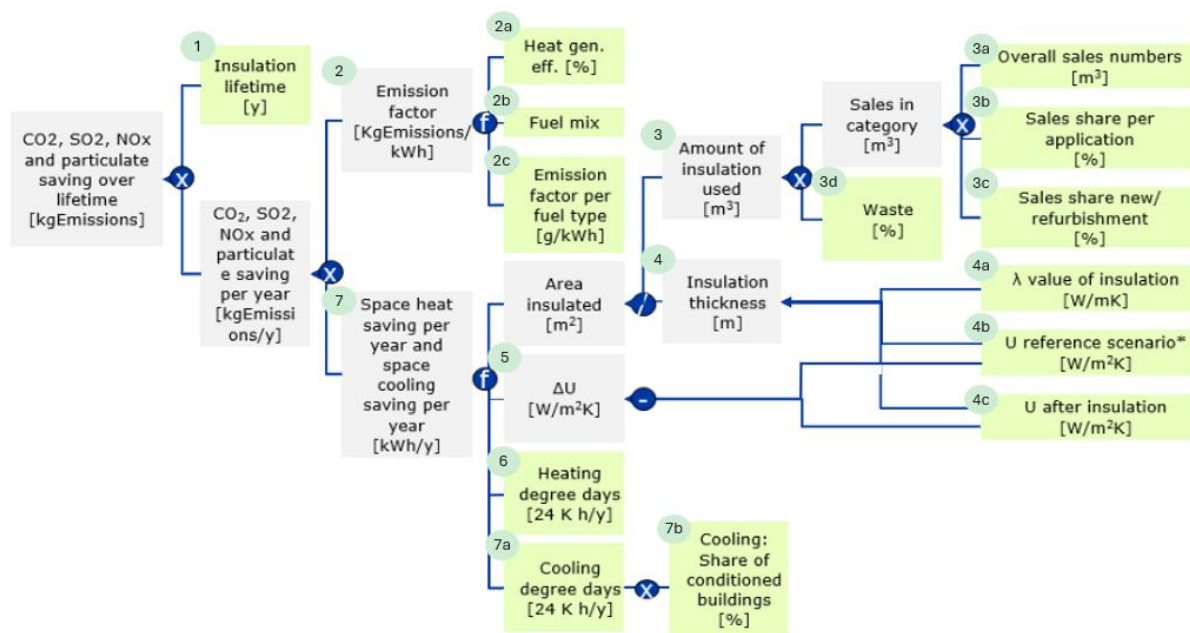 CO2, SO2, NOx
and particulate
saving over
lifetime
[kgEmissions]
x
1
Insulation
lifetime
[y]
CO₂, SO2,
NOx and
particulat
e saving
per year
[kgEmissi
ons/y]
x
2
Emission
factor
[KgEmissions/
kWh]
f
2a
Heat gen.
eff. [%]
2b
Fuel mix
2c
Emission
factor per
fuel type
[g/kWh]
7
Space heat
saving per
year and
space
cooling
saving per
year
[kWh/y]
f
Area
insulated
[m²]
/
3
Amount of
insulation
used
[m³]
x
Sales in
category
[m³]
x
3a
Overall sales numbers
[m³]
3b
Sales share per
application
[%]
3c
Sales share new/
refurbishment
[%]
3d
Waste
[%]
4
Insulation
thickness
[m]
4a
λ value of insulation
[W/mK]
4b
U reference scenario*
[W/m²K]
4c
U after insulation
[W/m²K]
5
ΔU
[W/m²K]
-
6
Heating
degree days
[24 K h/y]
7a
Cooling
degree days
[24 K h/y]
x
7b
Cooling:
Share of
conditioned
buildings
[%]